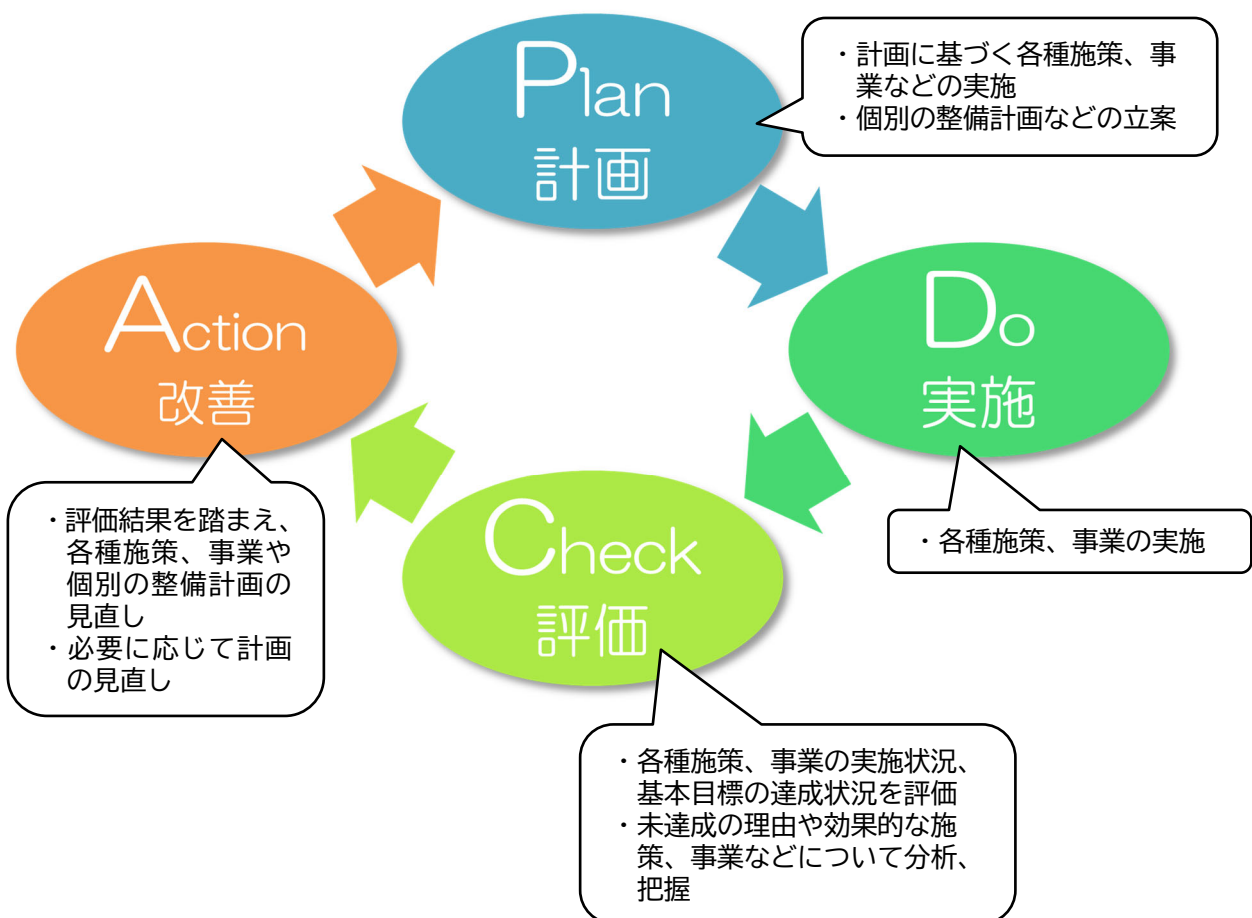 Plan
計画
・計画に基づく各種施策、事
業などの実施
・個別の整備計画などの立案
Do
実施
・各種施策、事業の実施
Check
評価
・各種施策、事業の実施状況、
基本目標の達成状況を評価
・未達成の理由や効果的な施
策、事業などについて分析、
把握
Action
改善
・評価結果を踏まえ、
各種施策、事業や
個別の整備計画の
見直し
・必要に応じて計画
の見直し